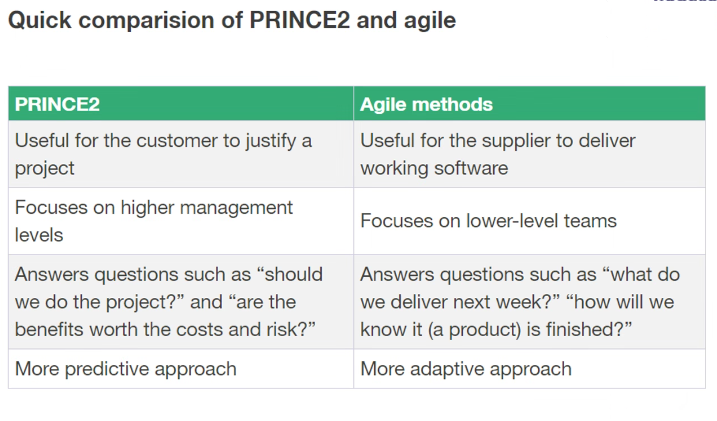 Quick comparision of PRINCE2 and agile
PRINCE2
Agile methods
Useful for the customer to justify a
project
Useful for the supplier to deliver
working software
Focuses on higher management
levels
Focuses on lower-level teams
Answers questions such as “should
we do the project?” and “are the
benefits worth the costs and risk?”
Answers questions such as “what do
we deliver next week?” “how will we
know it (a product) is finished?”
More predictive approach
More adaptive approach